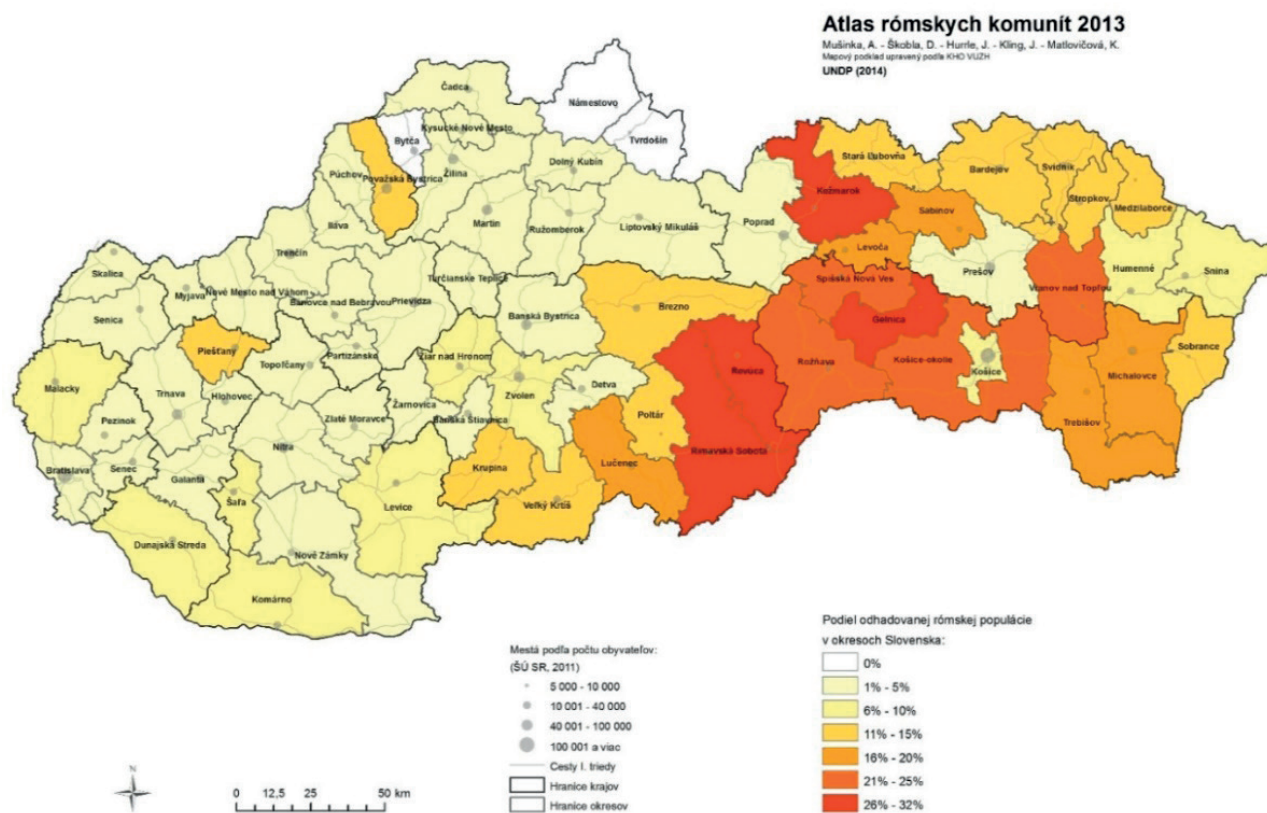 Atlas rómskych komunít 2013
Mušinka, A. - Škobla, D. - Hurrle, J. - Kling, J. - Matlovičová, K.
Mapový podklad upravený podľa KHO VUZH
UNDP (2014)
Čadca
Námestovo
Bytča
Kysucké Nové Mesto
Tvrdošín
Stará Ľubovňa
Svidník
Bardejov
Dolný Kubín
Žilina
Púchov
Považská Bystrica
Kežmarok
Stropkov
Medzilaborce
Sabinov
Ilava
Martin
Ružomberok
Liptovský Mikuláš
Poprad
Levoča
Prešov
Humenné
Snina
Trenčín
Skalica
Myjava
Nové Mesto nad Váhom
Turčianske Teplice
Spišská Nová Ves
Vranov nad Topľou
Bánovce nad Bebravou
Prievidza
Banská Bystrica
Brezno
Gelnica
Senica
Piešťany
Partizánske
Topoľčany
Žiar nad Hronom
Košice-okolie
Košice
Sobrance
Rožňava
Revúca
Michalovce
Malacky
Trnava
Hlohovec
Zvolen
Detva
Zlaté Moravce
Žarnovica
Banská Štiavnica
Poltár
Trebišov
Pezinok
Nitra
Krupina
Lučenec
Rimavská Sobota
Bratislava
Senec
Galanta
Šaľa
Levice
Veľký Krtíš
Dunajská Streda
Nové Zámky
Komárno
Mestá podľa počtu obyvateľov:
(ŠÚ SR, 2011)
5 000 - 10 000
10 001 - 40 000
40 001 - 100 000
100 001 a viac
Cesty I. triedy
Hranice krajov
Hranice okresov
Podiel odhadovanej rómskej populácie
v okresoch Slovenska:
0%
1% - 5%
6% - 10%
11% - 15%
16% - 20%
21% - 25%
26% - 32%
N
0 12,5 25 50 km